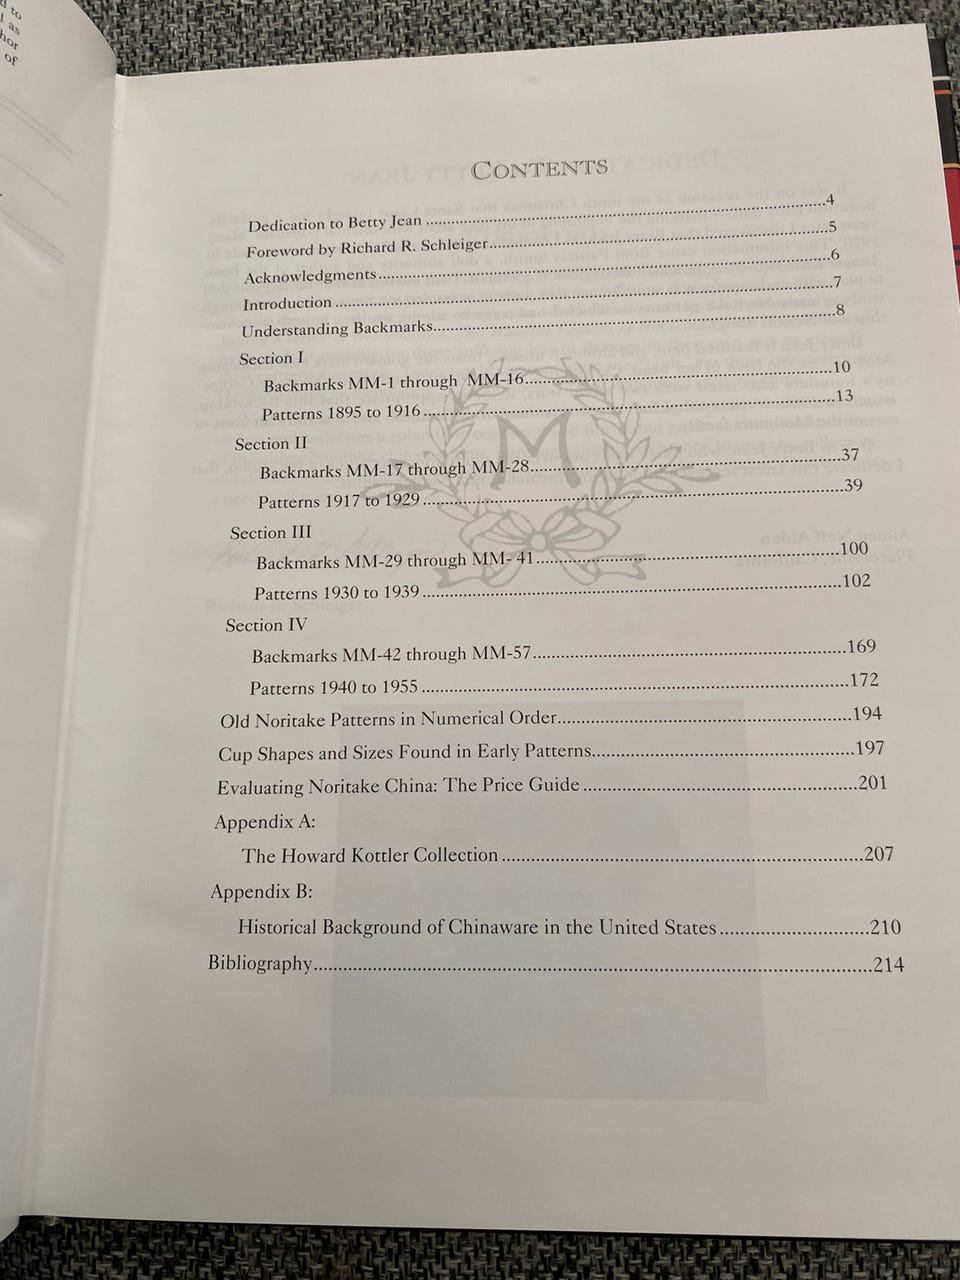 d to
l as
hor
of
CONTENTS
Dedication to Betty Jean ........................................................................4
Foreword by Richard R. Schleiger............................................................5
Acknowledgments................................................................................6
Introduction ........................................................................................7
Understanding Backmarks......................................................................8
Section I
Backmarks MM-1 through MM-16......................................................10
Patterns 1895 to 1916 ........................................................................13
Section II
Backmarks MM-17 through MM-28....................................................37
Patterns 1917 to 1929 ........................................................................39
Section III
Backmarks MM-29 through MM- 41..................................................100
Patterns 1930 to 1939 ......................................................................102
Section IV
Backmarks MM-42 through MM-57..................................................169
Patterns 1940 to 1955 ......................................................................172
Old Noritake Patterns in Numerical Order................................................194
Cup Shapes and Sizes Found in Early Patterns..........................................197
Evaluating Noritake China: The Price Guide ............................................201
Appendix A:
The Howard Kottler Collection ..........................................................207
Appendix B:
Historical Background of Chinaware in the United States ........................210
Bibliography......................................................................................214
M